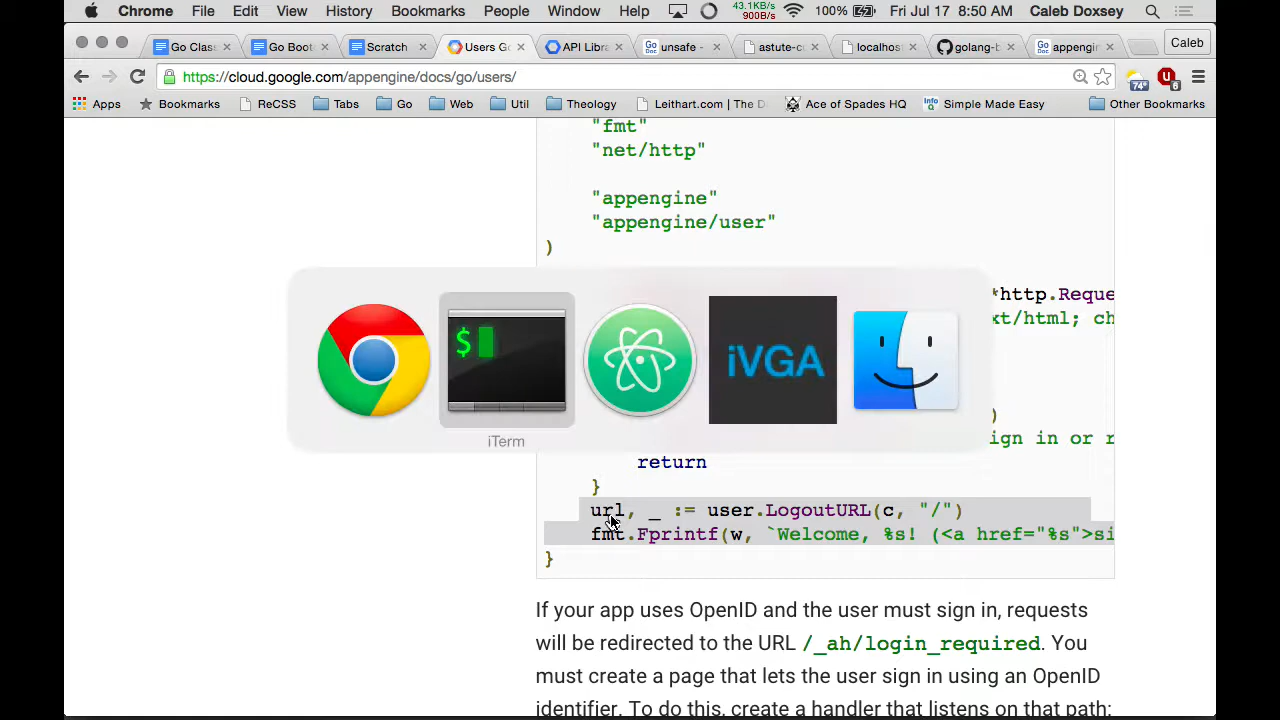 Chrome File Edit View History Bookmarks People Window Help 43.1KB/s 900B/s 100% Fri Jul 17 8:50 AM Caleb Doxsey
Go Clas Go Boot Scratch Users Go API Libra unsafe - astute-c localhos golang-b appengin Caleb
https://cloud.google.com/appengine/docs/go/users/ 74° 6
Apps Bookmarks ReCSS Tabs Go Web Util Theology Leithart.com | The D Ace of Spades HQ Simple Made Easy Other Bookmarks
"fmt"
"net/http"
"appengine"
"appengine/user"
)
*http.Reque
xt/html; ch
$ iVGA
)
ign in or r
iTerm
return
}
url, _ := user.LogoutURL(c, "/")
fmt.Fprintf(w, `Welcome, %s! (<a href="%s">si
}
If your app uses OpenID and the user must sign in, requests
will be redirected to the URL /_ah/login_required. You
must create a page that lets the user sign in using an OpenID
identifier. To do this, create a handler that listens on that path: